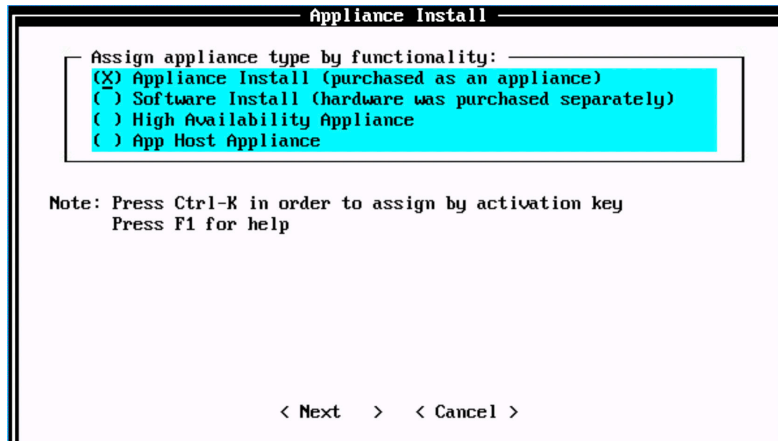 Appliance Install
Assign appliance type by functionality:
(X) Appliance Install (purchased as an appliance)
( ) Software Install (hardware was purchased separately)
( ) High Availability Appliance
( ) App Host Appliance
Note: Press Ctrl-K in order to assign by activation key
Press F1 for help
< Next > < Cancel >